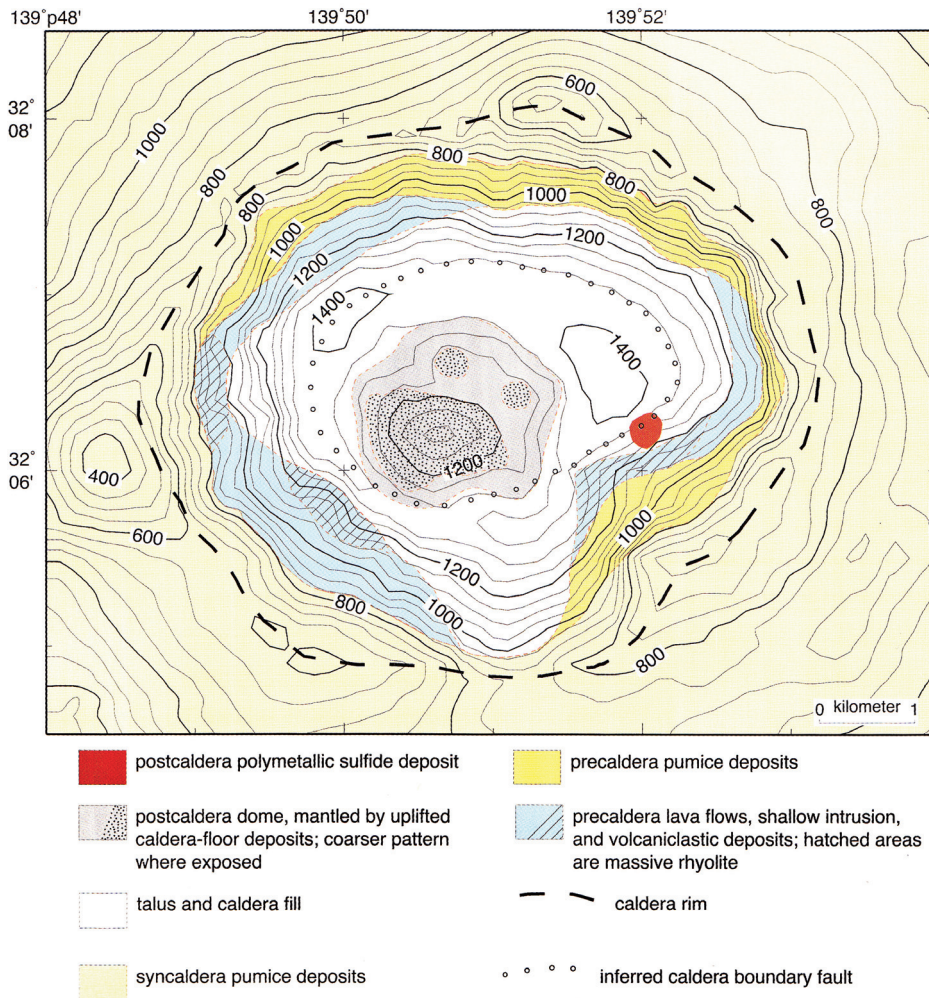 139°p48' 139°50' 139°52'
32°
08'
600
1000
800
800
800
800
1000
1000
1200
800
1000
1200
1400
1400
32°
06'
400
1200
600
1000
1200
800
1000
800
0 kilometer 1
postcaldera polymetallic sulfide deposit
postcaldera dome, mantled by uplifted
caldera-floor deposits; coarser pattern
where exposed
talus and caldera fill
syncaldera pumice deposits
precaldera pumice deposits
precaldera lava flows, shallow intrusion,
and volcaniclastic deposits; hatched areas
are massive rhyolite
caldera rim
inferred caldera boundary fault